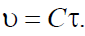 υ = Cτ.